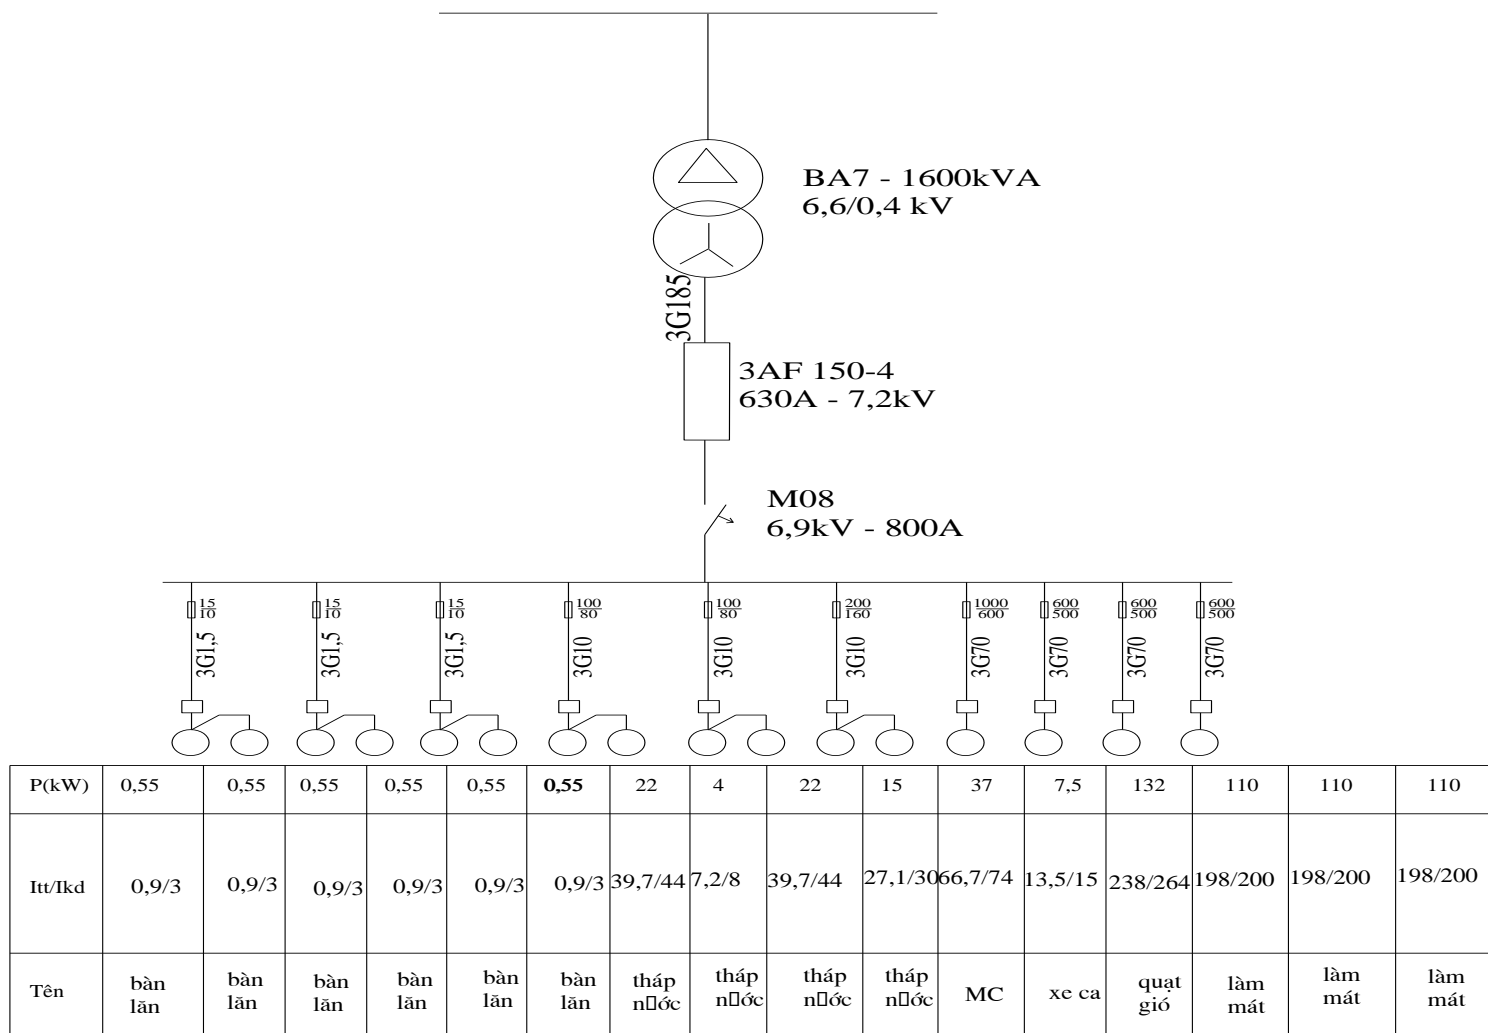 BA7 - 1600kVA
6,6/0,4 kV
3G185
3AF 150-4
630A - 7,2kV
M08
6,9kV - 800A
15/10 15/10 15/10 100/80 100/80 200/160 1000/600 600/500 600/500 600/500
3G1,5 3G1,5 3G1,5 3G10 3G10 3G10 3G70 3G70 3G70 3G70
P(kW) 0,55 0,55 0,55 0,55 0,55 0,55 22 4 22 15 37 7,5 132 110 110 110
Itt/Ikd 0,9/3 0,9/3 0,9/3 0,9/3 0,9/3 0,9/3 39,7/44 7,2/8 39,7/44 27,1/30 66,7/74 13,5/15 238/264 198/200 198/200 198/200
Tên bàn lăn bàn lăn bàn lăn bàn lăn bàn lăn bàn lăn tháp n□ớc tháp n□ớc tháp n□ớc tháp n□ớc MC xe ca quạt gió làm mát làm mát làm mát